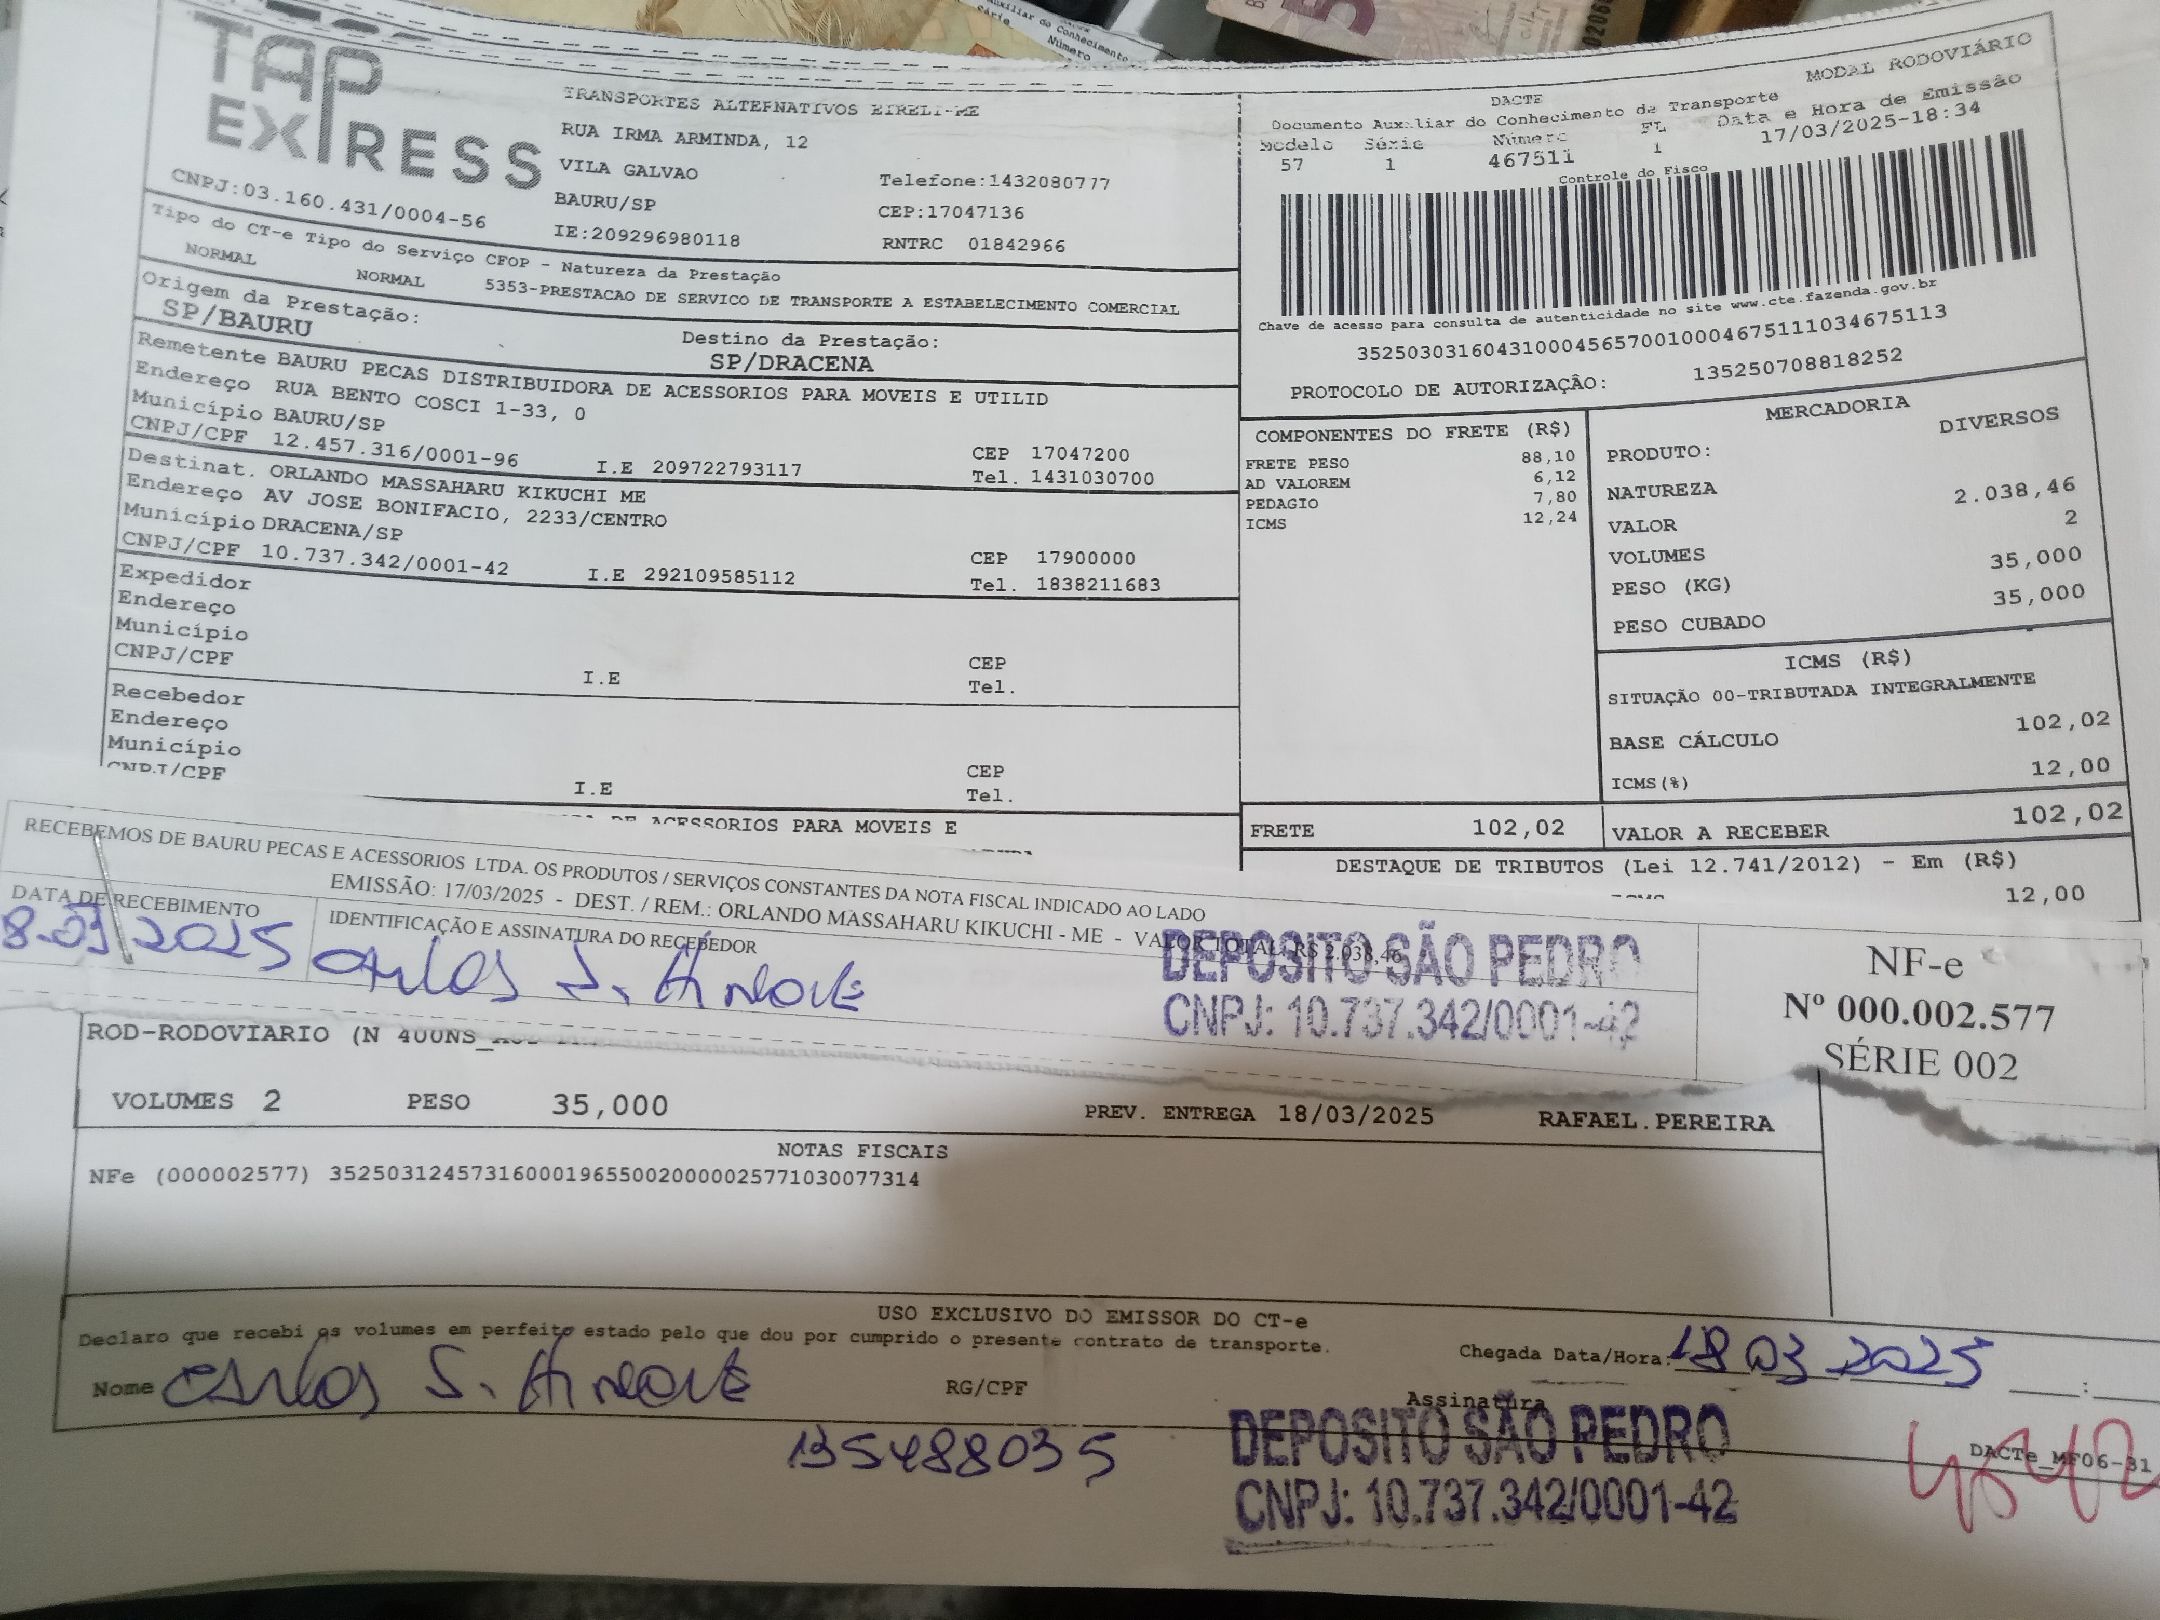 TAP
EXPRESS
CNPJ:03.160.431/0004-56
TRANSPORTES ALTERNATIVOS EIRELI-ME
RUA IRMA ARMINDA, 12
VILA GALVAO
BAURU/SP
IE:209296980118
Telefone:1432080777
CEP:17047136
RNTRC 01842966
MODAL RODOVIÁRIO
DACTE
Documento Auxiliar do Conhecimento de Transporte
Modelo Série Número FL Data e Hora de Emissão
57 1 467511 1 17/03/2025-18:34
Controle do Fisco
Chave de acesso para consulta de autenticidade no site www.cte.fazenda.gov.br
35250303160431000456570010004675111034675113
PROTOCOLO DE AUTORIZAÇÃO: 135250708818252
Tipo do CT-e Tipo do Serviço CFOP - Natureza da Prestação
NORMAL NORMAL 5353-PRESTACAO DE SERVICO DE TRANSPORTE A ESTABELECIMENTO COMERCIAL
Origem da Prestação: Destino da Prestação:
SP/BAURU SP/DRACENA
Remetente BAURU PECAS DISTRIBUIDORA DE ACESSORIOS PARA MOVEIS E UTILID
Endereço RUA BENTO COSCI 1-33, 0
Município BAURU/SP CEP 17047200
CNPJ/CPF 12.457.316/0001-96 I.E 209722793117 Tel. 1431030700
Destinat. ORLANDO MASSAHARU KIKUCHI ME
Endereço AV JOSE BONIFACIO, 2233/CENTRO
Município DRACENA/SP CEP 17900000
CNPJ/CPF 10.737.342/0001-42 I.E 292109585112 Tel. 1838211683
Expedidor
Endereço
Município CEP
CNPJ/CPF I.E Tel.
Recebedor
Endereço
Município CEP
CNPJ/CPF I.E Tel.
DE ACESSORIOS PARA MOVEIS E
COMPONENTES DO FRETE (R$)
FRETE PESO 88,10
AD VALOREM 6,12
PEDAGIO 7,80
ICMS 12,24
FRETE 102,02
MERCADORIA
PRODUTO: DIVERSOS
NATUREZA
VALOR 2.038,46
VOLUMES 2
PESO (KG) 35,000
PESO CUBADO 35,000
ICMS (R$)
SITUAÇÃO 00-TRIBUTADA INTEGRALMENTE
BASE CÁLCULO 102,02
ICMS(%) 12,00
VALOR A RECEBER 102,02
DESTAQUE DE TRIBUTOS (Lei 12.741/2012) - Em (R$)
12,00
RECEBEMOS DE BAURU PECAS E ACESSORIOS LTDA. OS PRODUTOS / SERVIÇOS CONSTANTES DA NOTA FISCAL INDICADO AO LADO
EMISSÃO: 17/03/2025 - DEST. / REM.: ORLANDO MASSAHARU KIKUCHI - ME - VALOR TOTAL: R$ 2.038,46
DATA DE RECEBIMENTO IDENTIFICAÇÃO E ASSINATURA DO RECEBEDOR
8.03 2025 Carlos S.
DEPOSITO SÃO PEDRO
CNPJ: 10.737.342/0001-42
NF-e
Nº 000.002.577
SÉRIE 002
ROD-RODOVIARIO (N
VOLUMES 2 PESO 35,000 PREV. ENTREGA 18/03/2025 RAFAEL.PEREIRA
NOTAS FISCAIS
NFe (000002577) 35250312457316000196550020000025771030077314
USO EXCLUSIVO DO EMISSOR DO CT-e
Declaro que recebi os volumes em perfeito estado pelo que dou por cumprido o presente contrato de transporte.
Chegada Data/Hora: 18 03 2025 :
Nome Carlos S. RG/CPF Assinatura
135488035
DEPOSITO SÃO PEDRO
CNPJ: 10.737.342/0001-42
DACTe_MF06-31